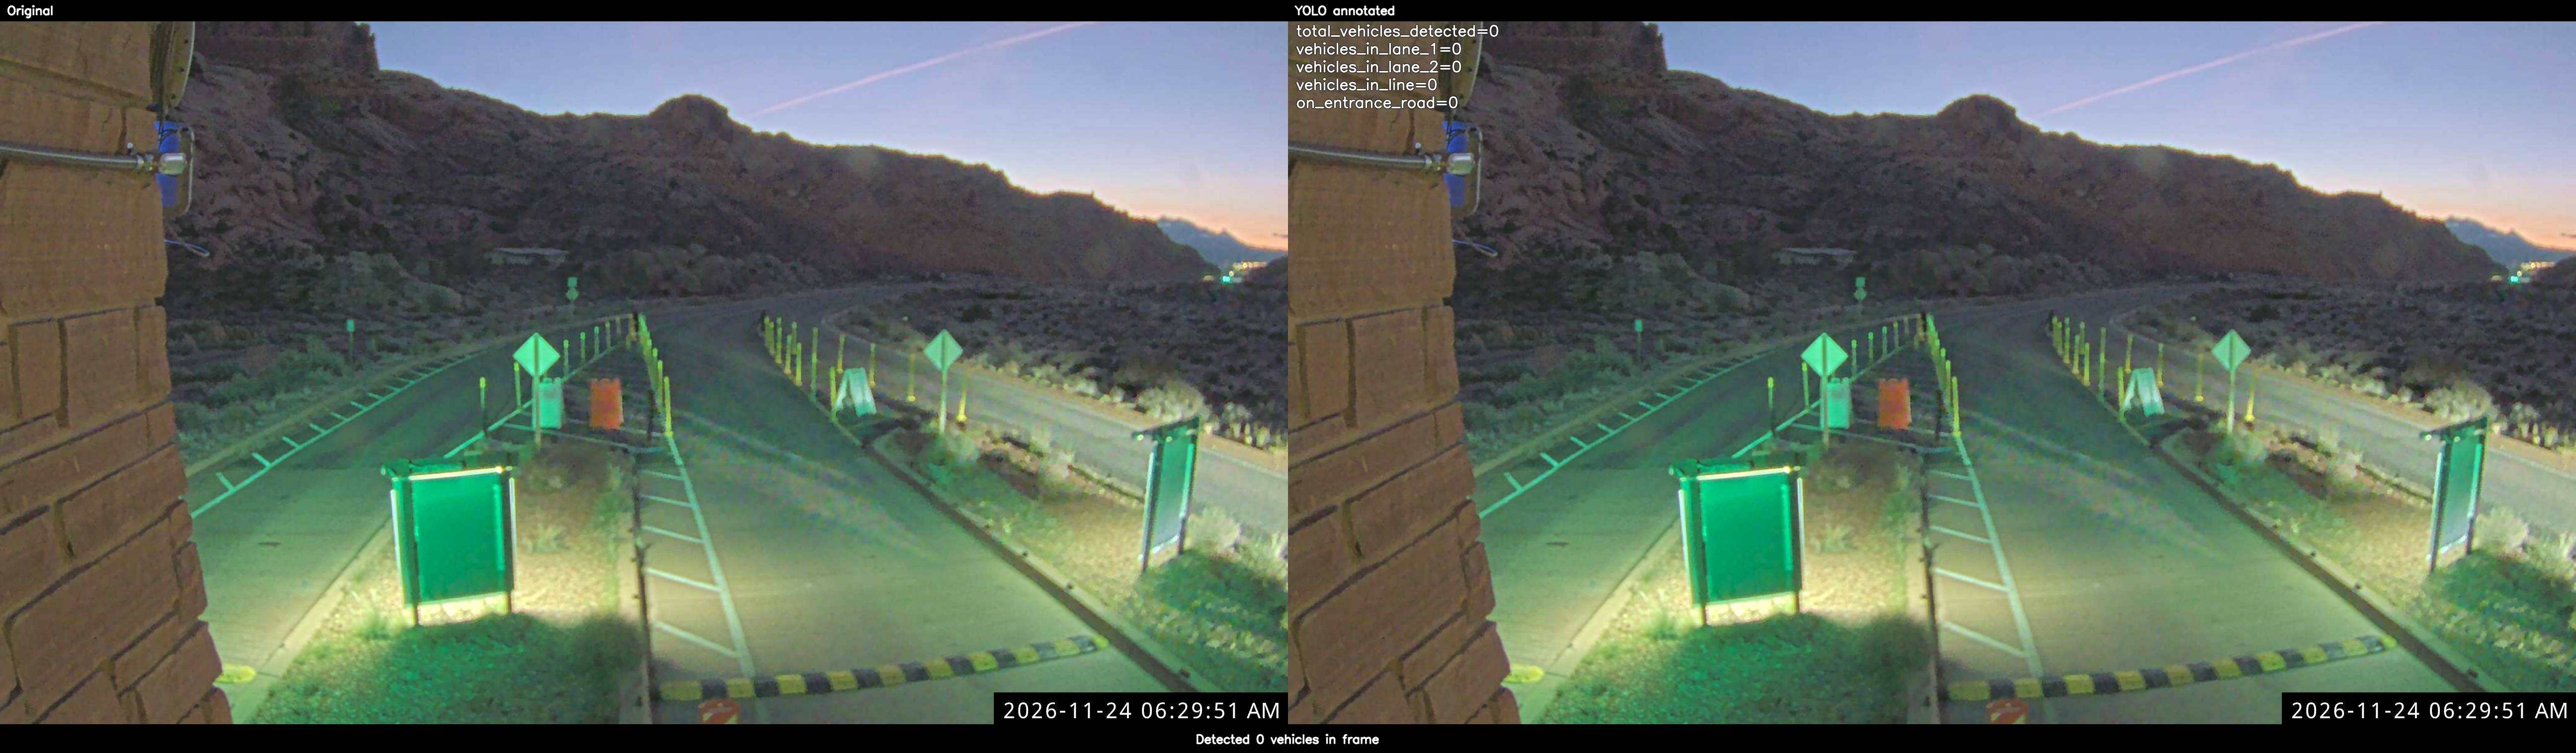 Original
YOLO annotated
total_vehicles_detected=0
vehicles_in_lane_1=0
vehicles_in_lane_2=0
vehicles_in_line=0
on_entrance_road=0
2026-11-24 06:29:51 AM
2026-11-24 06:29:51 AM
Detected 0 vehicles in frame